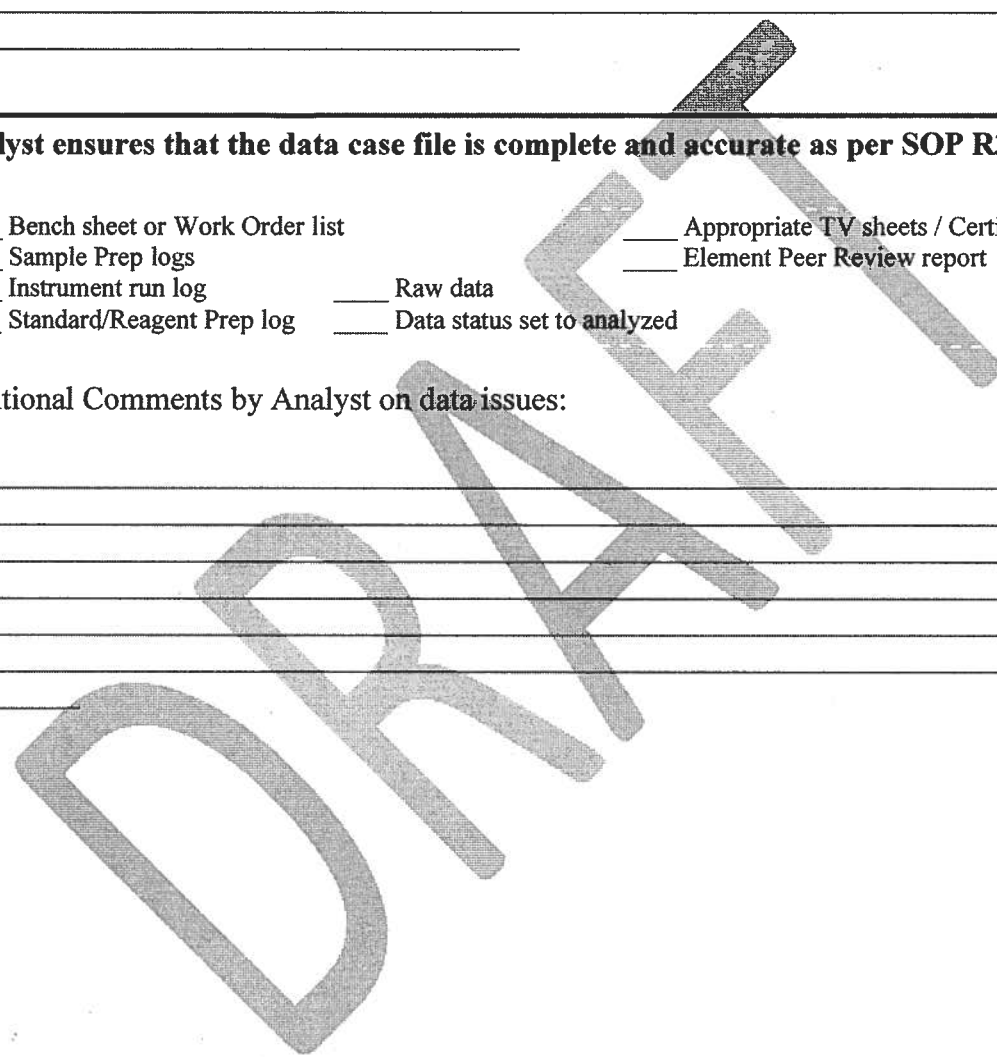 lyst ensures that the data case file is complete and accurate as per SOP R
Bench sheet or Work Order list
Appropriate TV sheets / Certi
Sample Prep logs
Element Peer Review report
Instrument run log
Raw data
Standard/Reagent Prep log
Data status set to analyzed
tional Comments by Analyst on data issues:
DRAFT